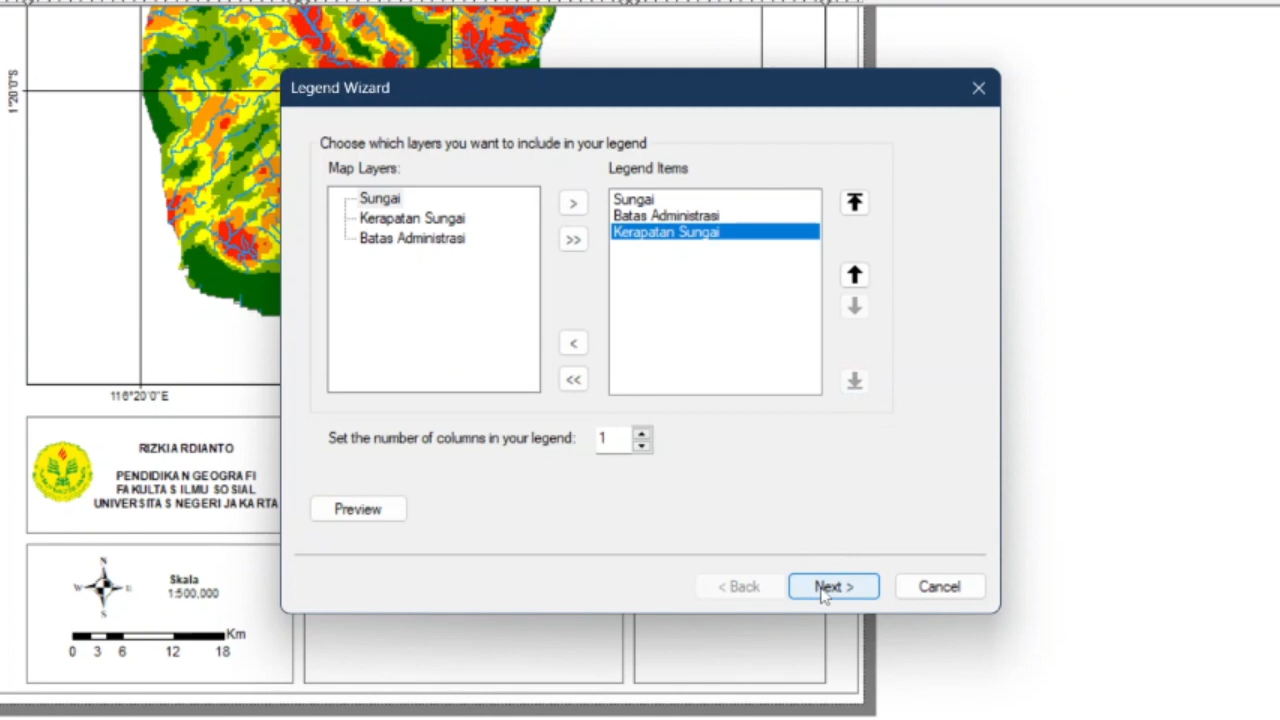 Legend Wizard
1°20'0"S
Choose which layers you want to include in your legend
Map Layers:
Legend Items
Sungai
Kerapatan Sungai
Batas Administrasi
>
>>
<
<<
Sungai
Batas Administrasi
Kerapatan Sungai
116°20'0"E
Set the number of columns in your legend:
1
RIZKIA RDIANTO
PENDIDIKA N GEOGRA FI
FA KULTA S ILMU SO SIAL
UNIVERSITA S NEGERI JA KARTA
Preview
< Back
Next >
Cancel
N
W
E
S
Skala
1:500,000
Km
0 3 6 12 18